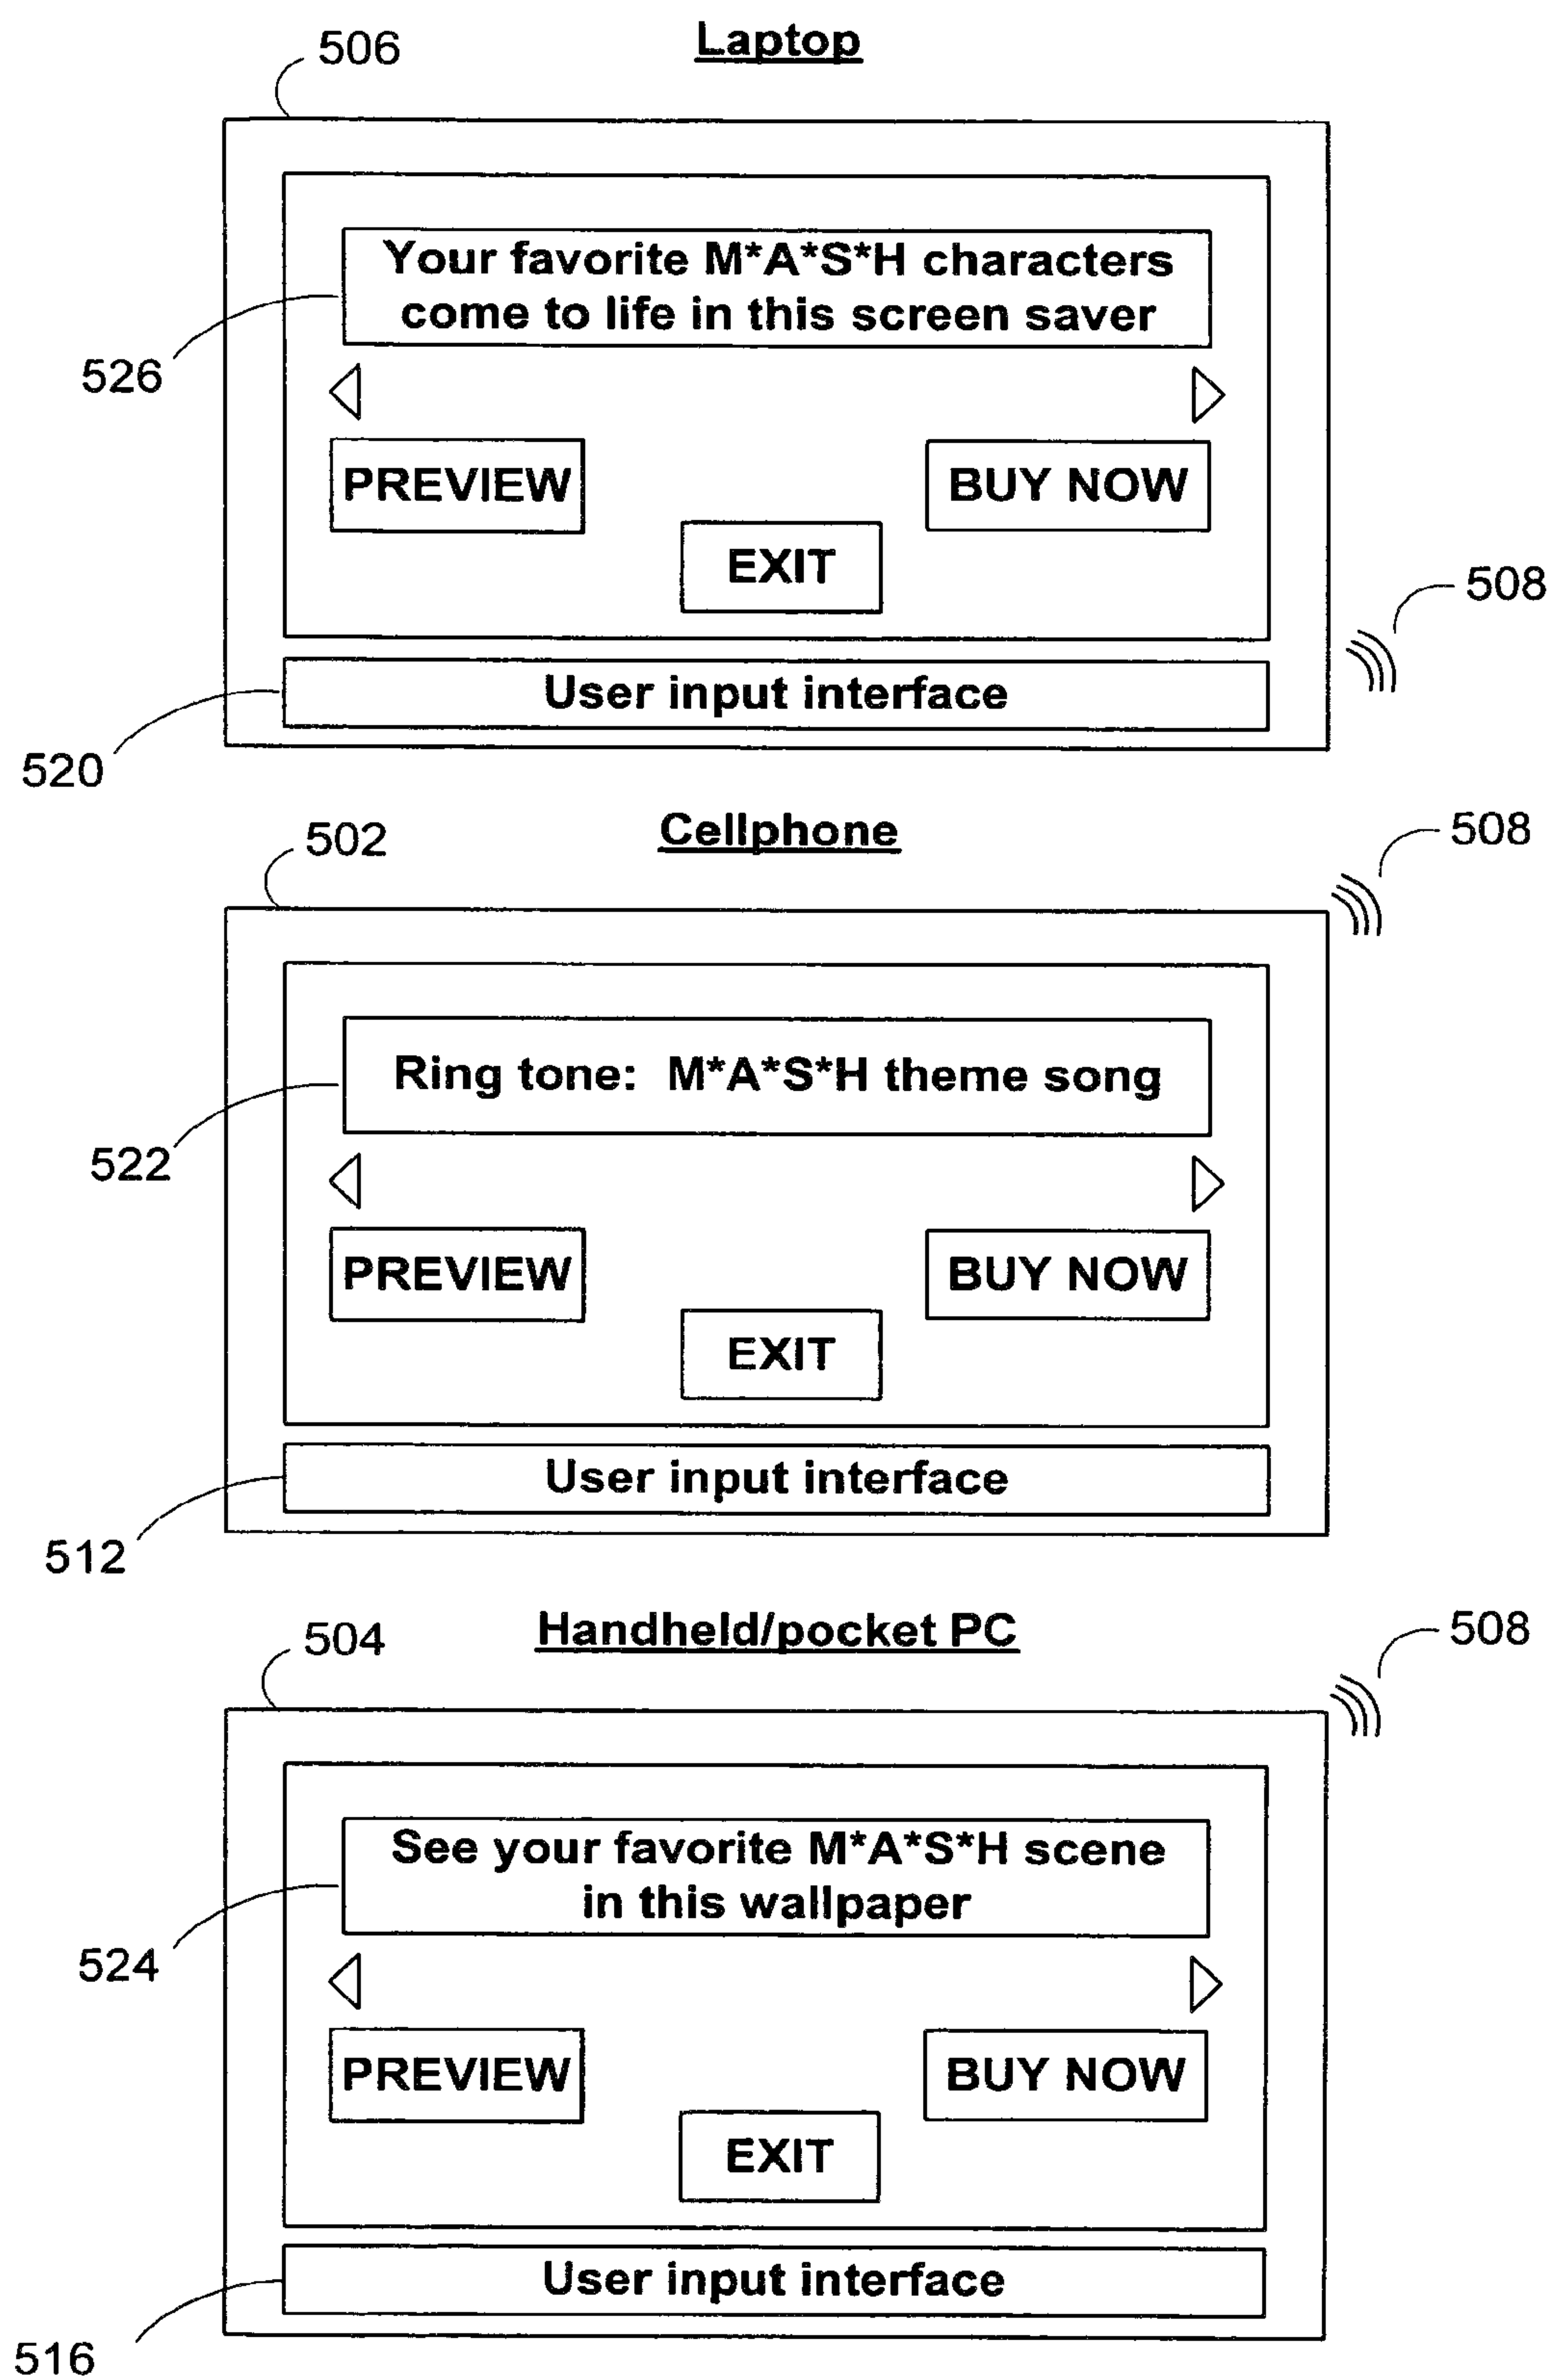 Laptop
506
Your favorite M*A*S*H characters
come to life in this screen saver
526
PREVIEW
BUY NOW
EXIT
508
User input interface
520
Cellphone
502
508
Ring tone: M*A*S*H theme song
522
PREVIEW
BUY NOW
EXIT
User input interface
512
Handheld/pocket PC
504
508
See your favorite M*A*S*H scene
in this wallpaper
524
PREVIEW
BUY NOW
EXIT
User input interface
516